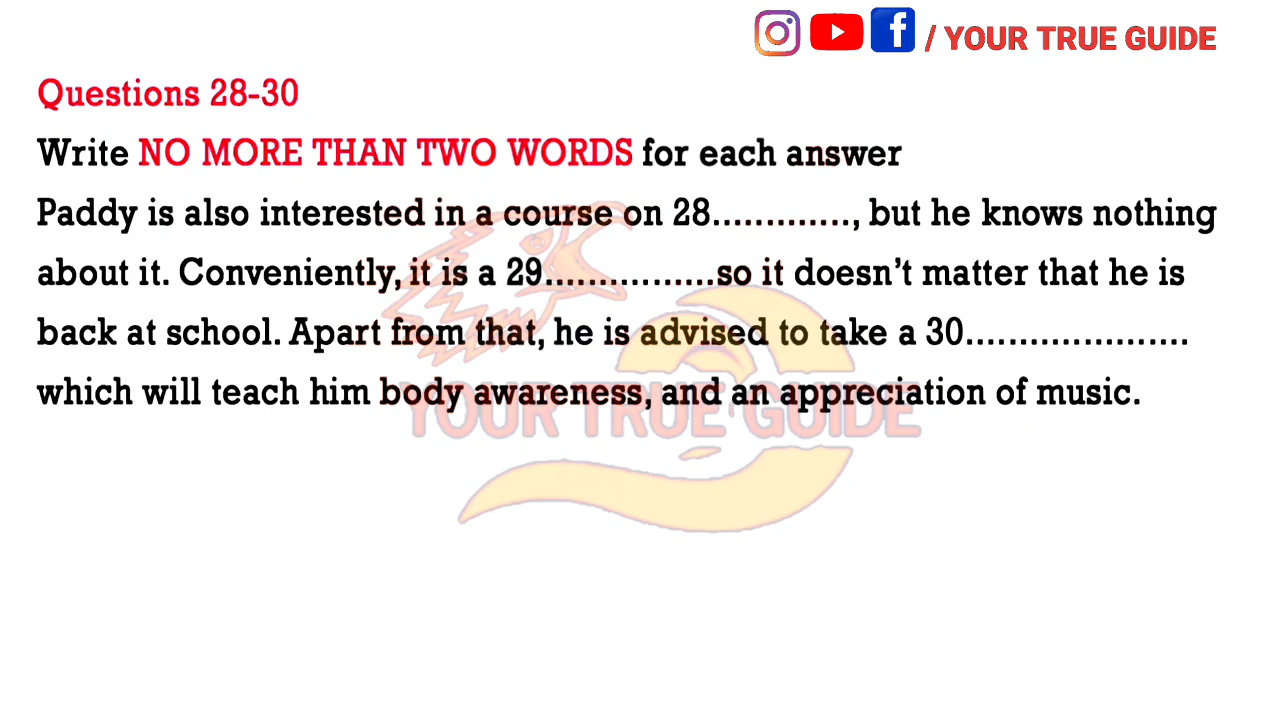 / YOUR TRUE GUIDE
Questions 28-30
Write NO MORE THAN TWO WORDS for each answer
Paddy is also interested in a course on 28............., but he knows nothing
about it. Conveniently, it is a 29................so it doesn’t matter that he is
back at school. Apart from that, he is advised to take a 30.....................
which will teach him body awareness, and an appreciation of music.
YOUR TRUE GUIDE